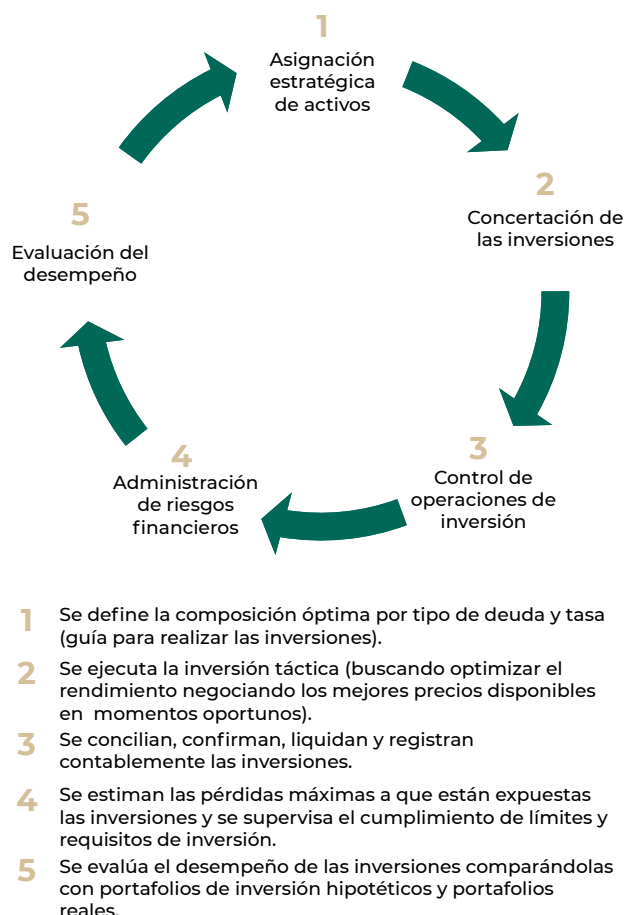 1
Asignación
estratégica
de activos
2
Concertación de
las inversiones
3
Control de
operaciones de
inversión
4
Administración
de riesgos
financieros
5
Evaluación del
desempeño
1 Se define la composición óptima por tipo de deuda y tasa
(guía para realizar las inversiones).
2 Se ejecuta la inversión táctica (buscando optimizar el
rendimiento negociando los mejores precios disponibles
en momentos oportunos).
3 Se concilian, confirman, liquidan y registran
contablemente las inversiones.
4 Se estiman las pérdidas máximas a que están expuestas
las inversiones y se supervisa el cumplimiento de límites y
requisitos de inversión.
5 Se evalúa el desempeño de las inversiones comparándolas
con portafolios de inversión hipotéticos y portafolios
reales.